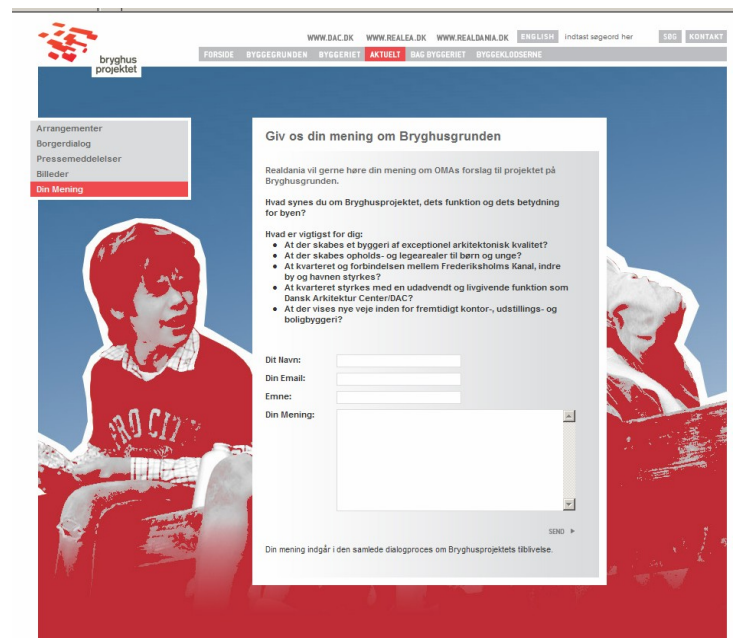 WWW.DAC.DK WWW.REALEA.DK WWW.REALDANIA.DK ENGLISH indtast søgeord her SØG KONTAKT
bryghus
projektet
FORSIDE BYGGEGRUNDEN BYGGERIET AKTUELT BAG BYGGERIET BYGGEKLODSERNE
Arrangementer
Borgerdialog
Pressemeddelelser
Billeder
Din Mening
Giv os din mening om Bryghusgrunden
Realdania vil gerne høre din mening om OMAs forslag til projektet på
Bryghusgrunden.
Hvad synes du om Bryghusprojektet, dets funktion og dets betydning
for byen?
Hvad er vigtigst for dig:
• At der skabes et byggeri af exceptionel arkitektonisk kvalitet?
• At der skabes opholds- og legearealer til børn og unge?
• At kvarteret og forbindelsen mellem Frederiksholms Kanal, indre
by og havnen styrkes?
• At kvarteret styrkes med en udadvendt og livgivende funktion som
Dansk Arkitektur Center/DAC?
• At der vises nye veje inden for fremtidigt kontor-, udstillings- og
boligbyggeri?
Dit Navn:
Din Email:
Emne:
Din Mening:
SEND
Din mening indgår i den samlede dialogproces om Bryghusprojektets tilblivelse.
PRO CITY